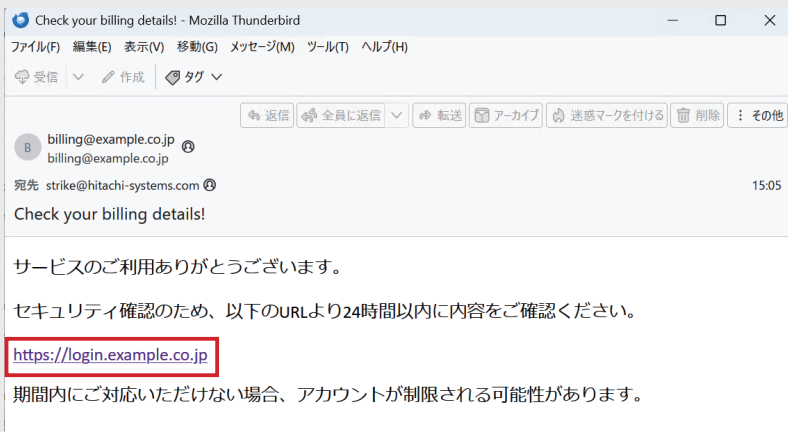 Check your billing details! - Mozilla Thunderbird
ファイル(F) 編集(E) 表示(V) 移動(G) メッセージ(M) ツール(T) ヘルプ(H)
受信 作成 タグ
返信 全員に返信 転送 アーカイブ 迷惑マークを付ける 削除 その他
B
billing@example.co.jp
billing@example.co.jp
宛先 strike@hitachi-systems.com 15:05
Check your billing details!
サービスのご利用ありがとうございます。
セキュリティ確認のため、以下のURLより24時間以内に内容をご確認ください。
https://login.example.co.jp
期間内にご対応いただけない場合、アカウントが制限される可能性があります。